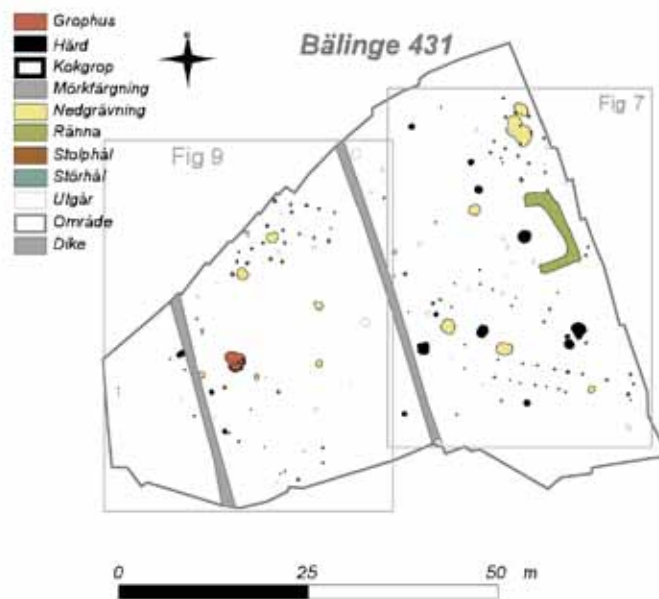 Grophus
Härd
Kokgrop
Mörkfärgning
Nedgrävning
Ränna
Stolphål
Störhål
Utgår
Område
Dike
Bälinge 431
Fig 7
Fig 9
0 25 50 m